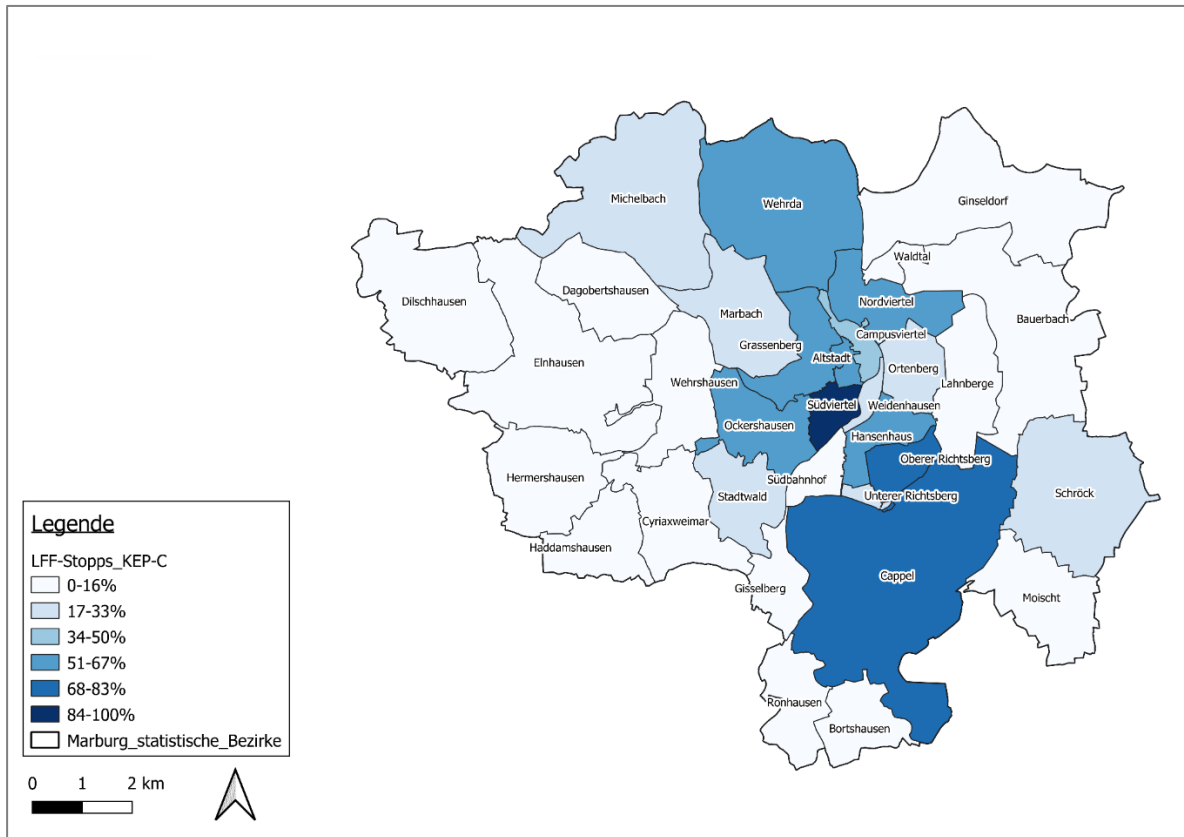 Michelbach
Wehrda
Ginseldorf
Waldtal
Dagobertshausen
Dilschhausen
Nordviertel
Marbach
Bauerbach
Campusviertel
Grassenberg
Altstadt
Elnhausen
Ortenberg
Lahnberge
Wehrshausen
Südviertel
Weidenhausen
Ockershausen
Hansenhaus
Oberer Richtsberg
Hermershausen
Südbahnhof
Stadtwald
Unterer Richtsberg
Schröck
Cyriaxweimar
Haddamshausen
Cappel
Gisselberg
Moischt
Ronhausen
Bortshausen
Legende
LFF-Stopps_KEP-C
0-16%
17-33%
34-50%
51-67%
68-83%
84-100%
Marburg_statistische_Bezirke
0 1 2 km